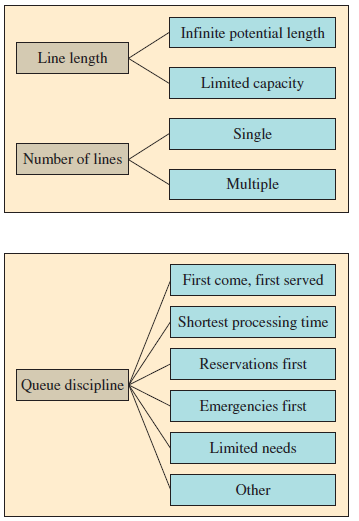 Line length
Infinite potential length
Limited capacity
Number of lines
Single
Multiple
Queue discipline
First come, first served
Shortest processing time
Reservations first
Emergencies first
Limited needs
Other